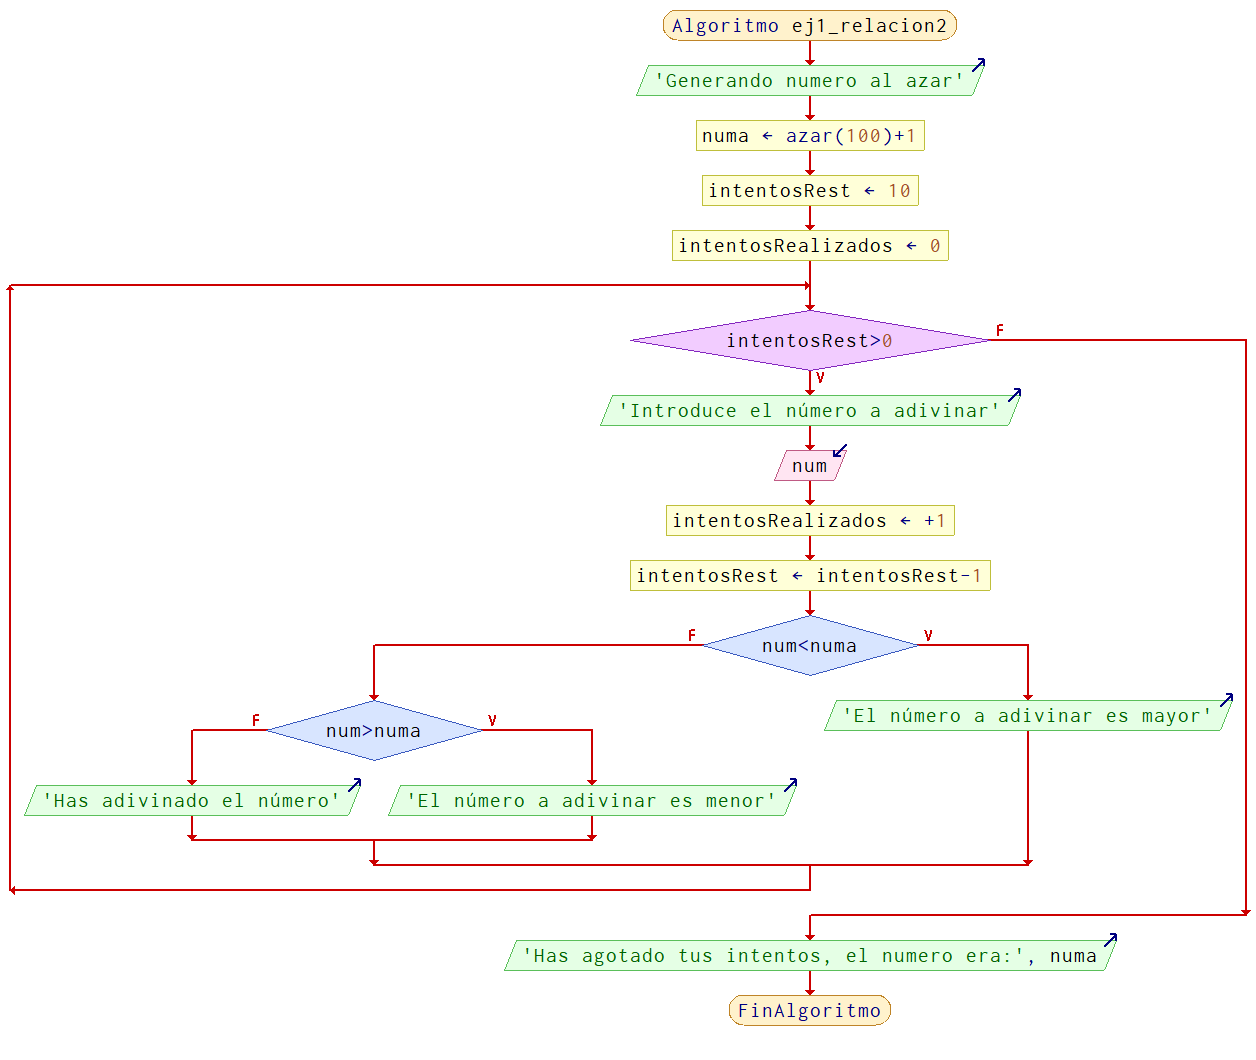 Algoritmo ej1_relacion2
'Generando numero al azar'
numa ← azar(100)+1
intentosRest ← 10
intentosRealizados ← 0
intentosRest>0
F
V
'Introduce el número a adivinar'
num
intentosRealizados ← +1
intentosRest ← intentosRest-1
F
V
num<numa
'El número a adivinar es mayor'
F
V
num>numa
'Has adivinado el número'
'El número a adivinar es menor'
'Has agotado tus intentos, el numero era:', numa
FinAlgoritmo